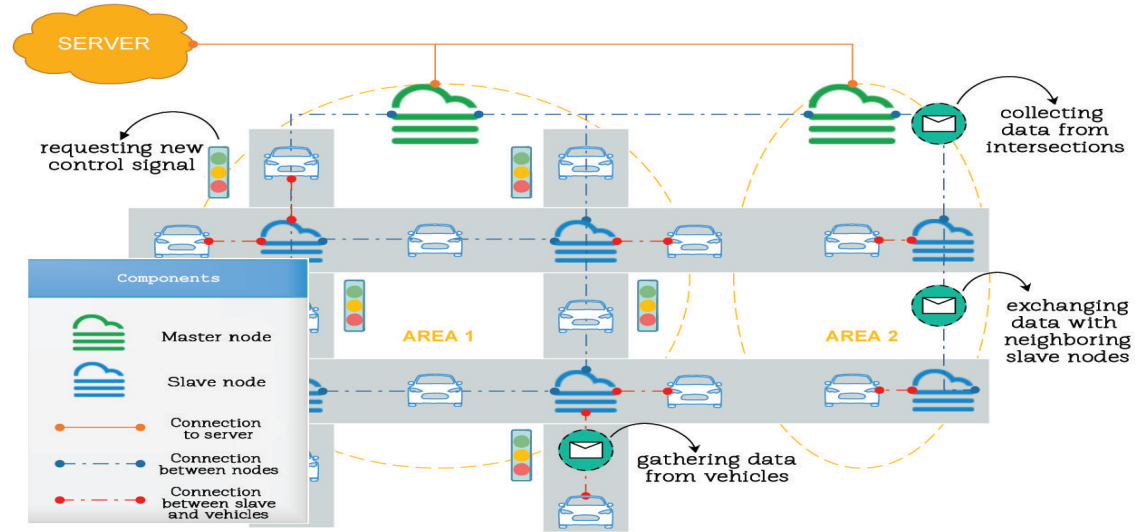 SERVER
requesting new
control signal
collecting
data from
intersections
Components
Master node
Slave node
Connection
to server
Connection
between nodes
Connection
between slave
and vehicles
AREA 1
AREA 2
exchanging
data with
neighboring
slave nodes
gathering data
from vehicles